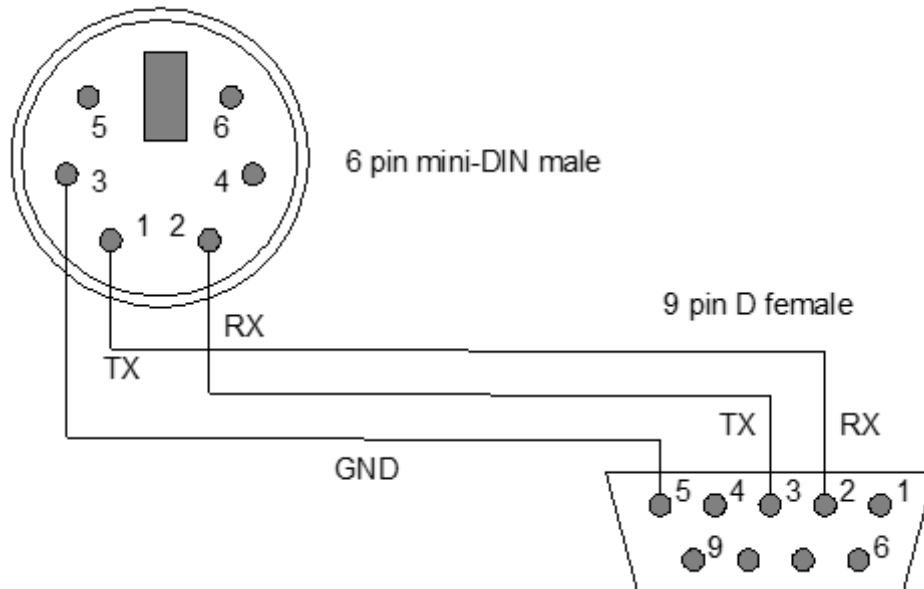 5 6
3 4
1 2
6 pin mini-DIN male
9 pin D female
RX
TX
TX RX
GND
5 4 3 2 1
9 6